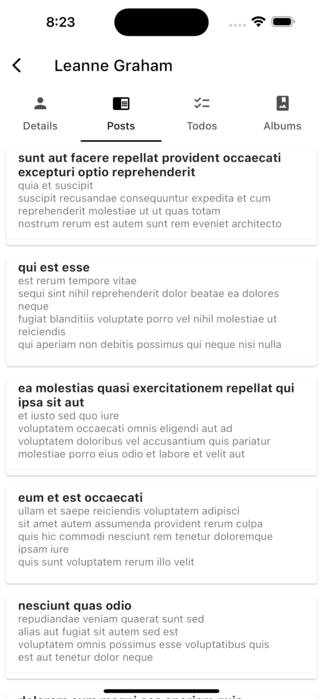 8:23
Leanne Graham
Details
Posts
Todos
Albums
sunt aut facere repellat provident occaecati
excepturi optio reprehenderit
quia et suscipit
suscipit recusandae consequuntur expedita et cum
reprehenderit molestiae ut ut quas totam
nostrum rerum est autem sunt rem eveniet architecto
qui est esse
est rerum tempore vitae
sequi sint nihil reprehenderit dolor beatae ea dolores
neque
fugiat blanditiis voluptate porro vel nihil molestiae ut
reiciendis
qui aperiam non debitis possimus qui neque nisi nulla
ea molestias quasi exercitationem repellat qui
ipsa sit aut
et iusto sed quo iure
voluptatem occaecati omnis eligendi aut ad
voluptatem doloribus vel accusantium quis pariatur
molestiae porro eius odio et labore et velit aut
eum et est occaecati
ullam et saepe reiciendis voluptatem adipisci
sit amet autem assumenda provident rerum culpa
quis hic commodi nesciunt rem tenetur doloremque
ipsam iure
quis sunt voluptatem rerum illo velit
nesciunt quas odio
repudiandae veniam quaerat sunt sed
alias aut fugiat sit autem sed est
voluptatem omnis possimus esse voluptatibus quis
est aut tenetur dolor neque